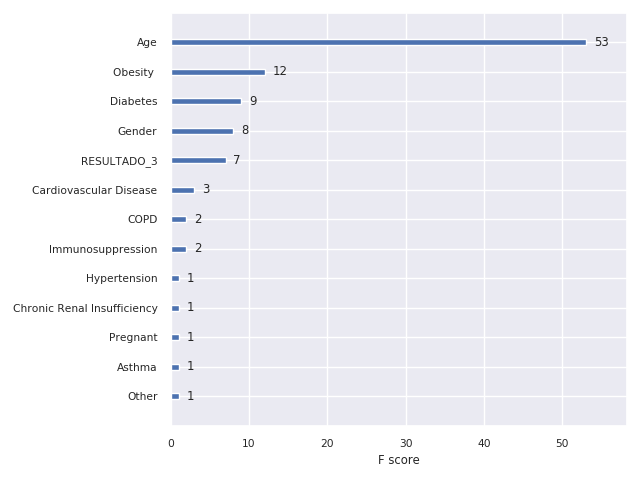 Age 53
Obesity 12
Diabetes 9
Gender 8
RESULTADO_3 7
Cardiovascular Disease 3
COPD 2
Immunosuppression 2
Hypertension 1
Chronic Renal Insufficiency 1
Pregnant 1
Asthma 1
Other 1
0 10 20 30 40 50
F score